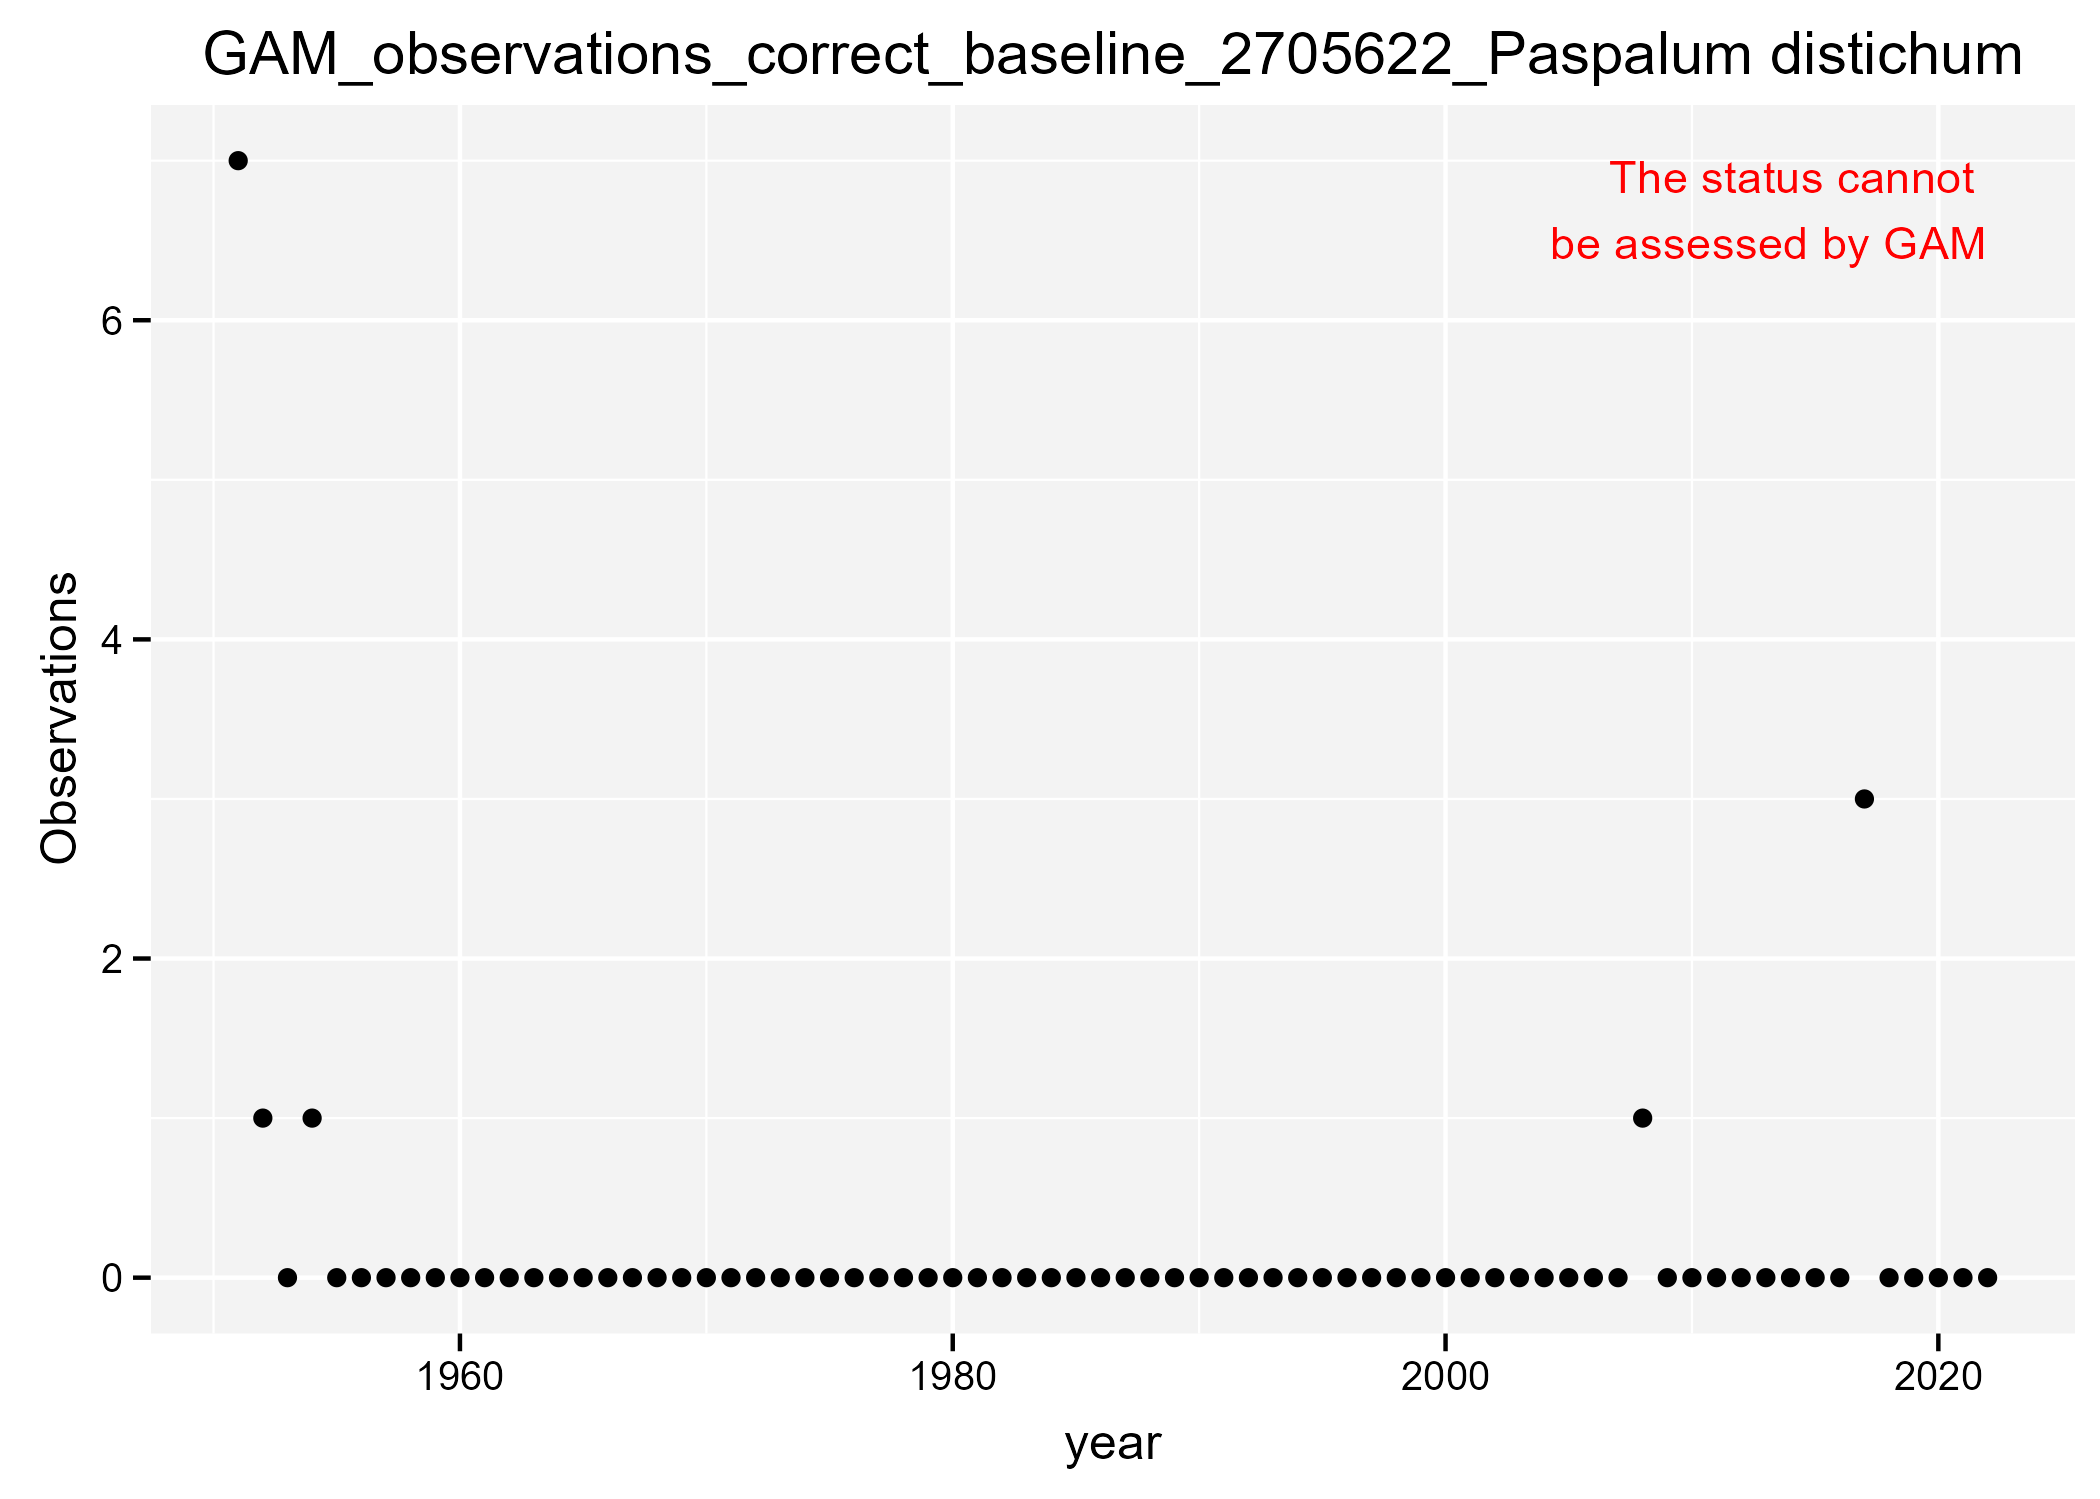 GAM_observations_correct_baseline_2705622_Paspalum distichum
The status cannot
be assessed by GAM
6
4
2
0
Observations
1960 1980 2000 2020
year